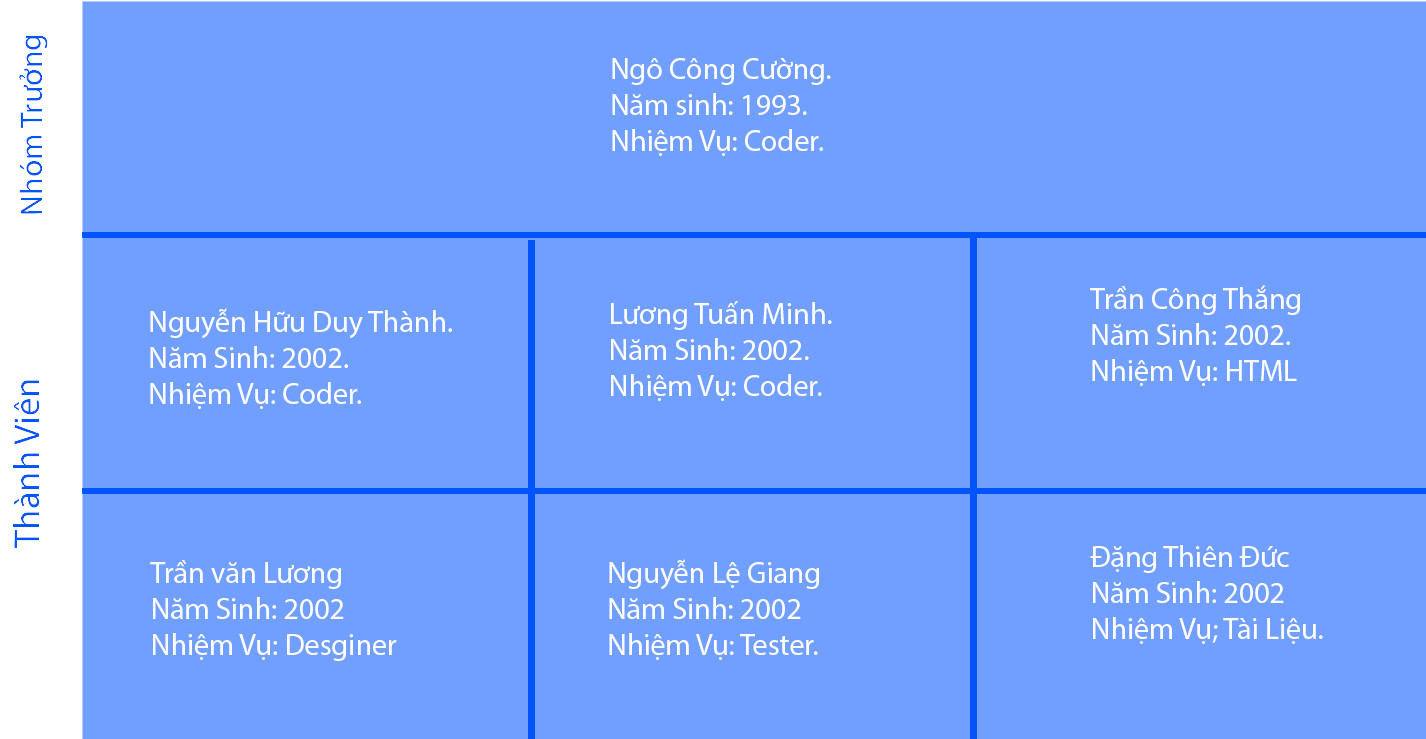 Nhóm Trưởng
Ngô Công Cường.
Năm sinh: 1993.
Nhiệm Vụ: Coder.
Thành Viên
Nguyễn Hữu Duy Thành.
Năm Sinh: 2002.
Nhiệm Vụ: Coder.
Lương Tuấn Minh.
Năm Sinh: 2002.
Nhiệm Vụ: Coder.
Trần Công Thắng
Năm Sinh: 2002.
Nhiệm Vụ: HTML
Trần văn Lương
Năm Sinh: 2002
Nhiệm Vụ: Desginer
Nguyễn Lệ Giang
Năm Sinh: 2002
Nhiệm Vụ: Tester.
Đặng Thiên Đức
Năm Sinh: 2002
Nhiệm Vụ; Tài Liệu.